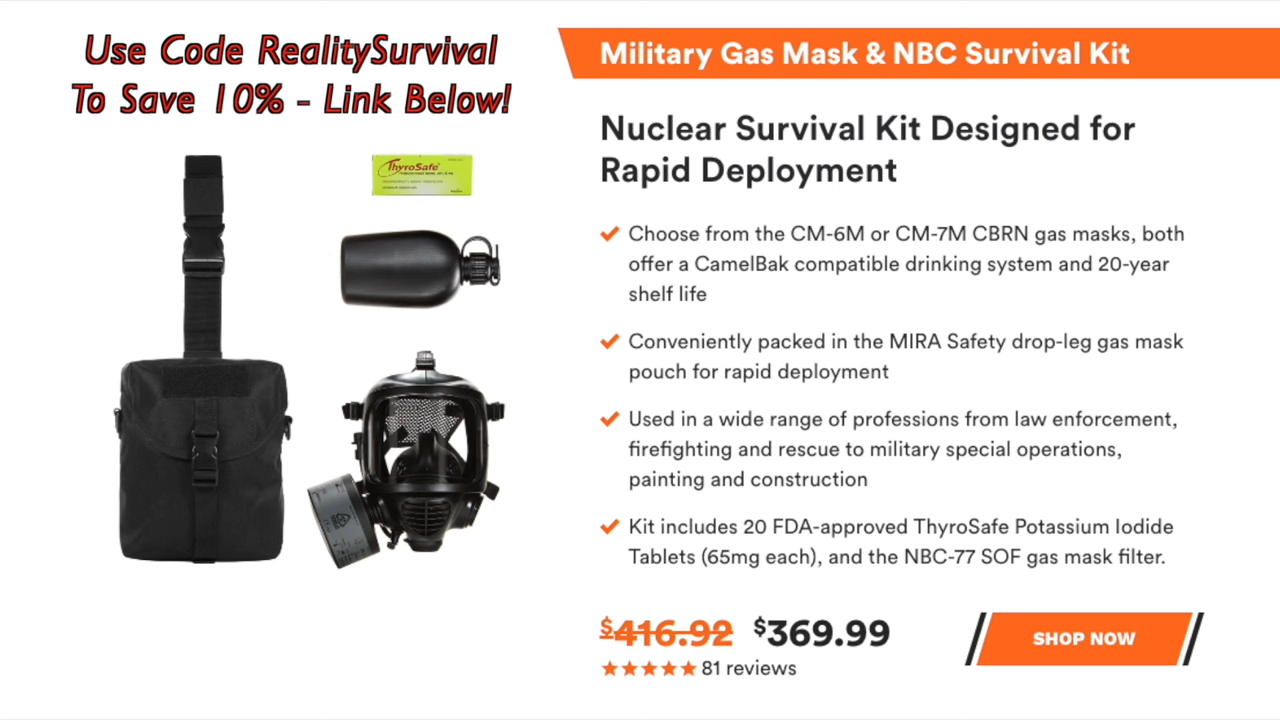 Use Code RealitySurvival
To Save 10% - Link Below!
Military Gas Mask & NBC Survival Kit
Nuclear Survival Kit Designed for
Rapid Deployment
Choose from the CM-6M or CM-7M CBRN gas masks, both
offer a CamelBak compatible drinking system and 20-year
shelf life
Conveniently packed in the MIRA Safety drop-leg gas mask
pouch for rapid deployment
Used in a wide range of professions from law enforcement,
firefighting and rescue to military special operations,
painting and construction
Kit includes 20 FDA-approved ThyroSafe Potassium Iodide
Tablets (65mg each), and the NBC-77 SOF gas mask filter.
$416.92 $369.99
81 reviews
SHOP NOW
ThyroSafe